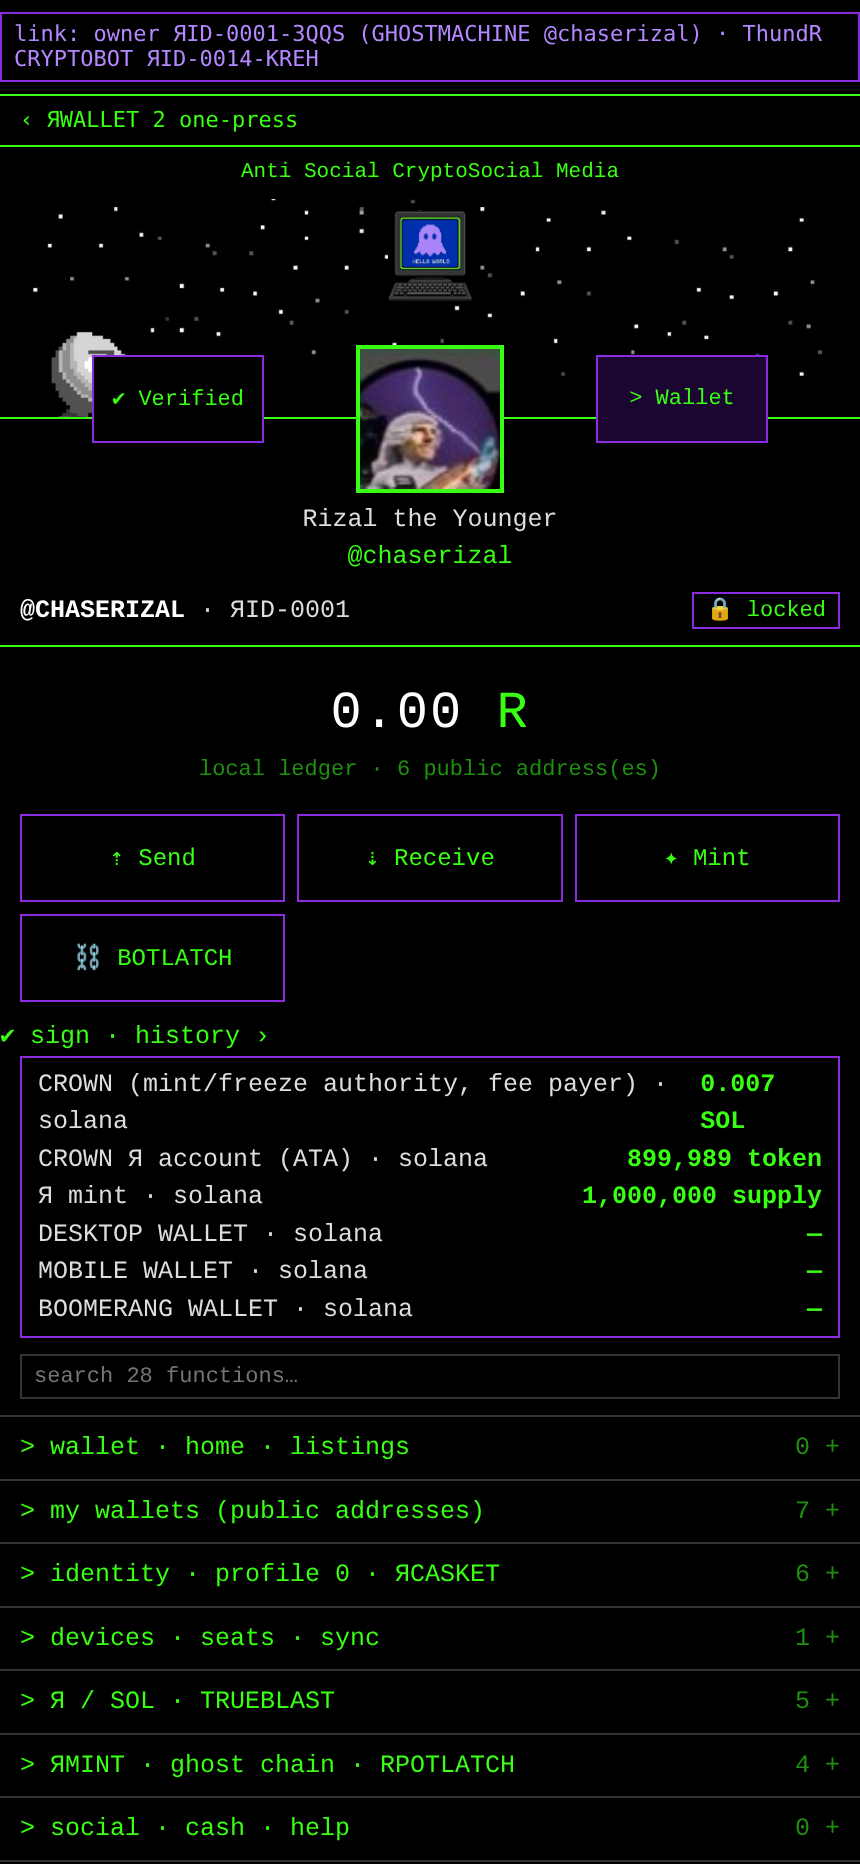 link: owner ЯID-0001-3QQS (GHOSTMACHINE @chaserizal) · ThundR
CRYPTOBOT ЯID-0014-KREH
‹ ЯWALLET 2 one-press
Anti Social CryptoSocial Media
HELLO WORLD
✔ Verified
> Wallet
Rizal the Younger
@chaserizal
@CHASERIZAL · ЯID-0001
🔒 locked
0.00 R
local ledger · 6 public address(es)
⇡ Send
⇣ Receive
✦ Mint
⛓ BOTLATCH
✔ sign · history ›
CROWN (mint/freeze authority, fee payer) · 0.007
solana SOL
CROWN Я account (ATA) · solana 899,989 token
Я mint · solana 1,000,000 supply
DESKTOP WALLET · solana —
MOBILE WALLET · solana —
BOOMERANG WALLET · solana —
search 28 functions…
> wallet · home · listings 0 +
> my wallets (public addresses) 7 +
> identity · profile 0 · ЯCASKET 6 +
> devices · seats · sync 1 +
> Я / SOL · TRUEBLAST 5 +
> ЯMINT · ghost chain · RPOTLATCH 4 +
> social · cash · help 0 +